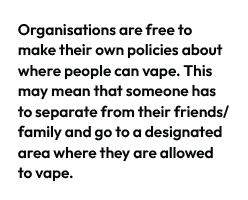 Organisations are free to
make their own policies about
where people can vape. This
may mean that someone has
to separate from their friends/
family and go to a designated
area where they are allowed
to vape.